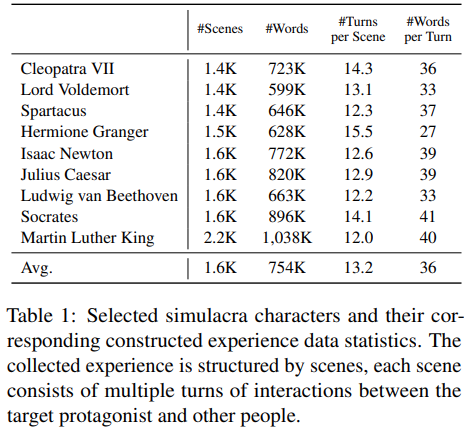 #Scenes #Words #Turns per Scene #Words per Turn
Cleopatra VII 1.4K 723K 14.3 36
Lord Voldemort 1.4K 599K 13.1 33
Spartacus 1.4K 646K 12.3 37
Hermione Granger 1.5K 628K 15.5 27
Isaac Newton 1.6K 772K 12.6 39
Julius Caesar 1.6K 820K 12.9 39
Ludwig van Beethoven 1.6K 663K 12.2 33
Socrates 1.6K 896K 14.1 41
Martin Luther King 2.2K 1,038K 12.0 40
Avg. 1.6K 754K 13.2 36
Table 1: Selected simulacra characters and their cor-
responding constructed experience data statistics. The
collected experience is structured by scenes, each scene
consists of multiple turns of interactions between the
target protagonist and other people.